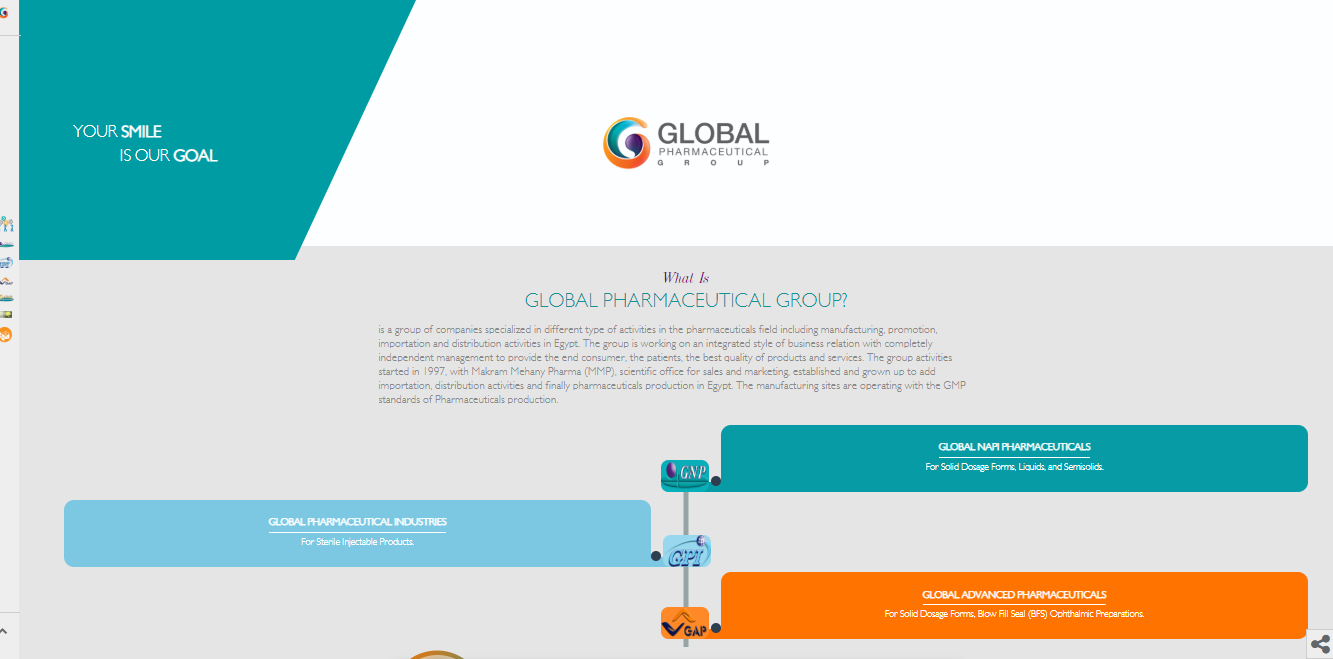 YOUR SMILE
IS OUR GOAL
GLOBAL
PHARMACEUTICAL
GROUP
What Is
GLOBAL PHARMACEUTICAL GROUP?
is a group of companies specialized in different type of activities in the pharmaceuticals field including manufacturing, promotion,
importation and distribution activities in Egypt. The group is working on an integrated style of business relation with completely
independent management to provide the end consumer, the patients, the best quality of products and services. The group activities
started in 1997, with Makram Mehany Pharma (MMP), scientific office for sales and marketing, established and grown up to add
importation, distribution activities and finally pharmaceuticals production in Egypt. The manufacturing sites are operating with the GMP
standards of Pharmaceuticals production.
GLOBAL NAPI PHARMACEUTICALS
For Solid Dosage Forms, Liquids, and Semisolids.
GNP
GLOBAL PHARMACEUTICAL INDUSTRIES
For Sterile Injectable Products.
GPI
GLOBAL ADVANCED PHARMACEUTICALS
For Solid Dosage Forms, Blow Fill Seal (BFS) Ophthalmic Preparations.
GAP